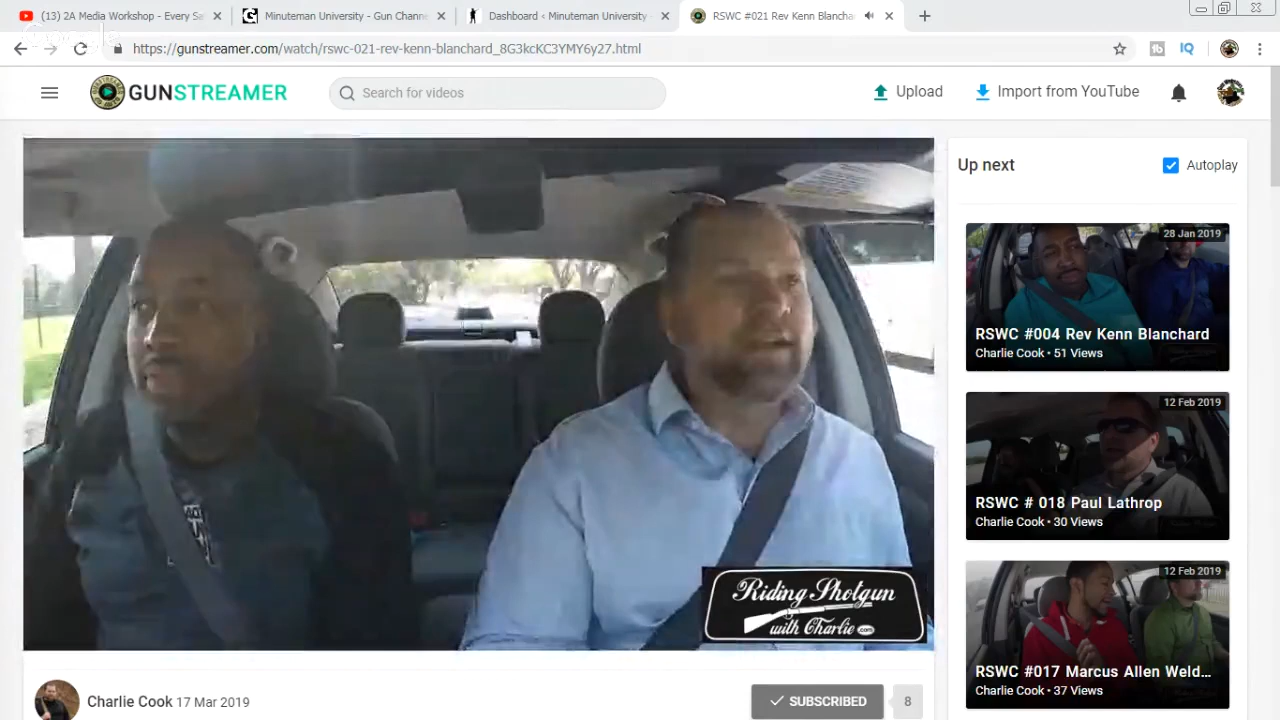 (13) 2A Media Workshop - Every Sa
Minuteman University - Gun Chann
Dashboard ‹ Minuteman University -
RSWC #021 Rev Kenn Blancha
https://gunstreamer.com/watch/rswc-021-rev-kenn-blanchard_8G3kcKC3YMY6y27.html
GUNSTREAMER
Search for videos
Upload
Import from YouTube
Up next
Autoplay
28 Jan 2019
RSWC #004 Rev Kenn Blanchard
Charlie Cook • 51 Views
12 Feb 2019
RSWC # 018 Paul Lathrop
Charlie Cook • 30 Views
12 Feb 2019
RSWC #017 Marcus Allen Weld...
Charlie Cook • 37 Views
Riding Shotgun
with Charlie.com
Charlie Cook 17 Mar 2019
SUBSCRIBED
8